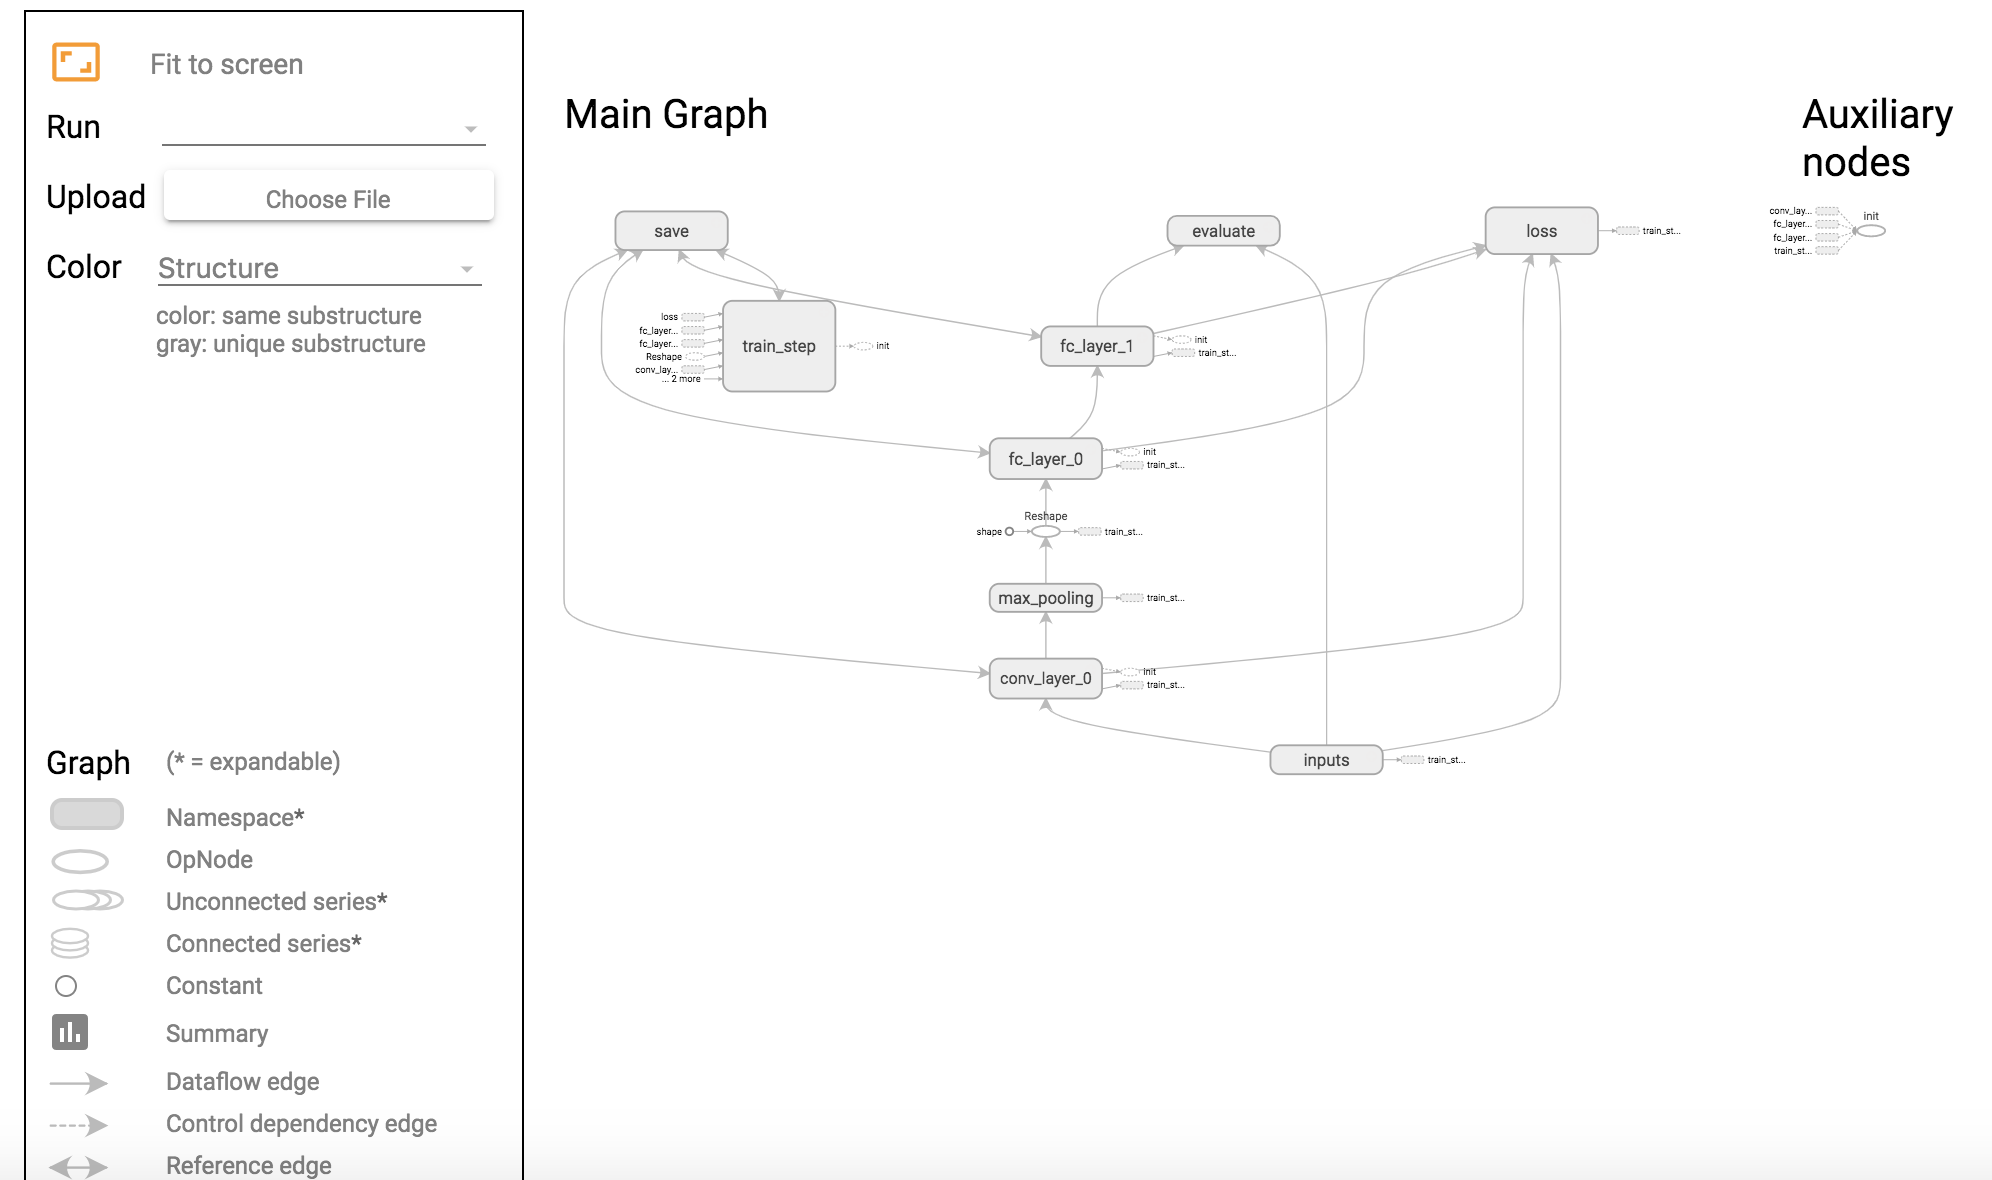 Fit to screen
Run
Upload
Choose File
Color
Structure
color: same substructure
gray: unique substructure
Graph
(* = expandable)
Namespace*
OpNode
Unconnected series*
Connected series*
Constant
Summary
Dataflow edge
Control dependency edge
Reference edge
Main Graph
save
evaluate
loss
train_st...
loss
fc_layer...
fc_layer...
Reshape
conv_lay...
... 2 more
train_step
init
fc_layer_1
init
train_st...
fc_layer_0
init
train_st...
Reshape
shape
train_st...
max_pooling
train_st...
conv_layer_0
init
train_st...
inputs
train_st...
Auxiliary
nodes
conv_lay...
fc_layer...
fc_layer...
train_st...
init